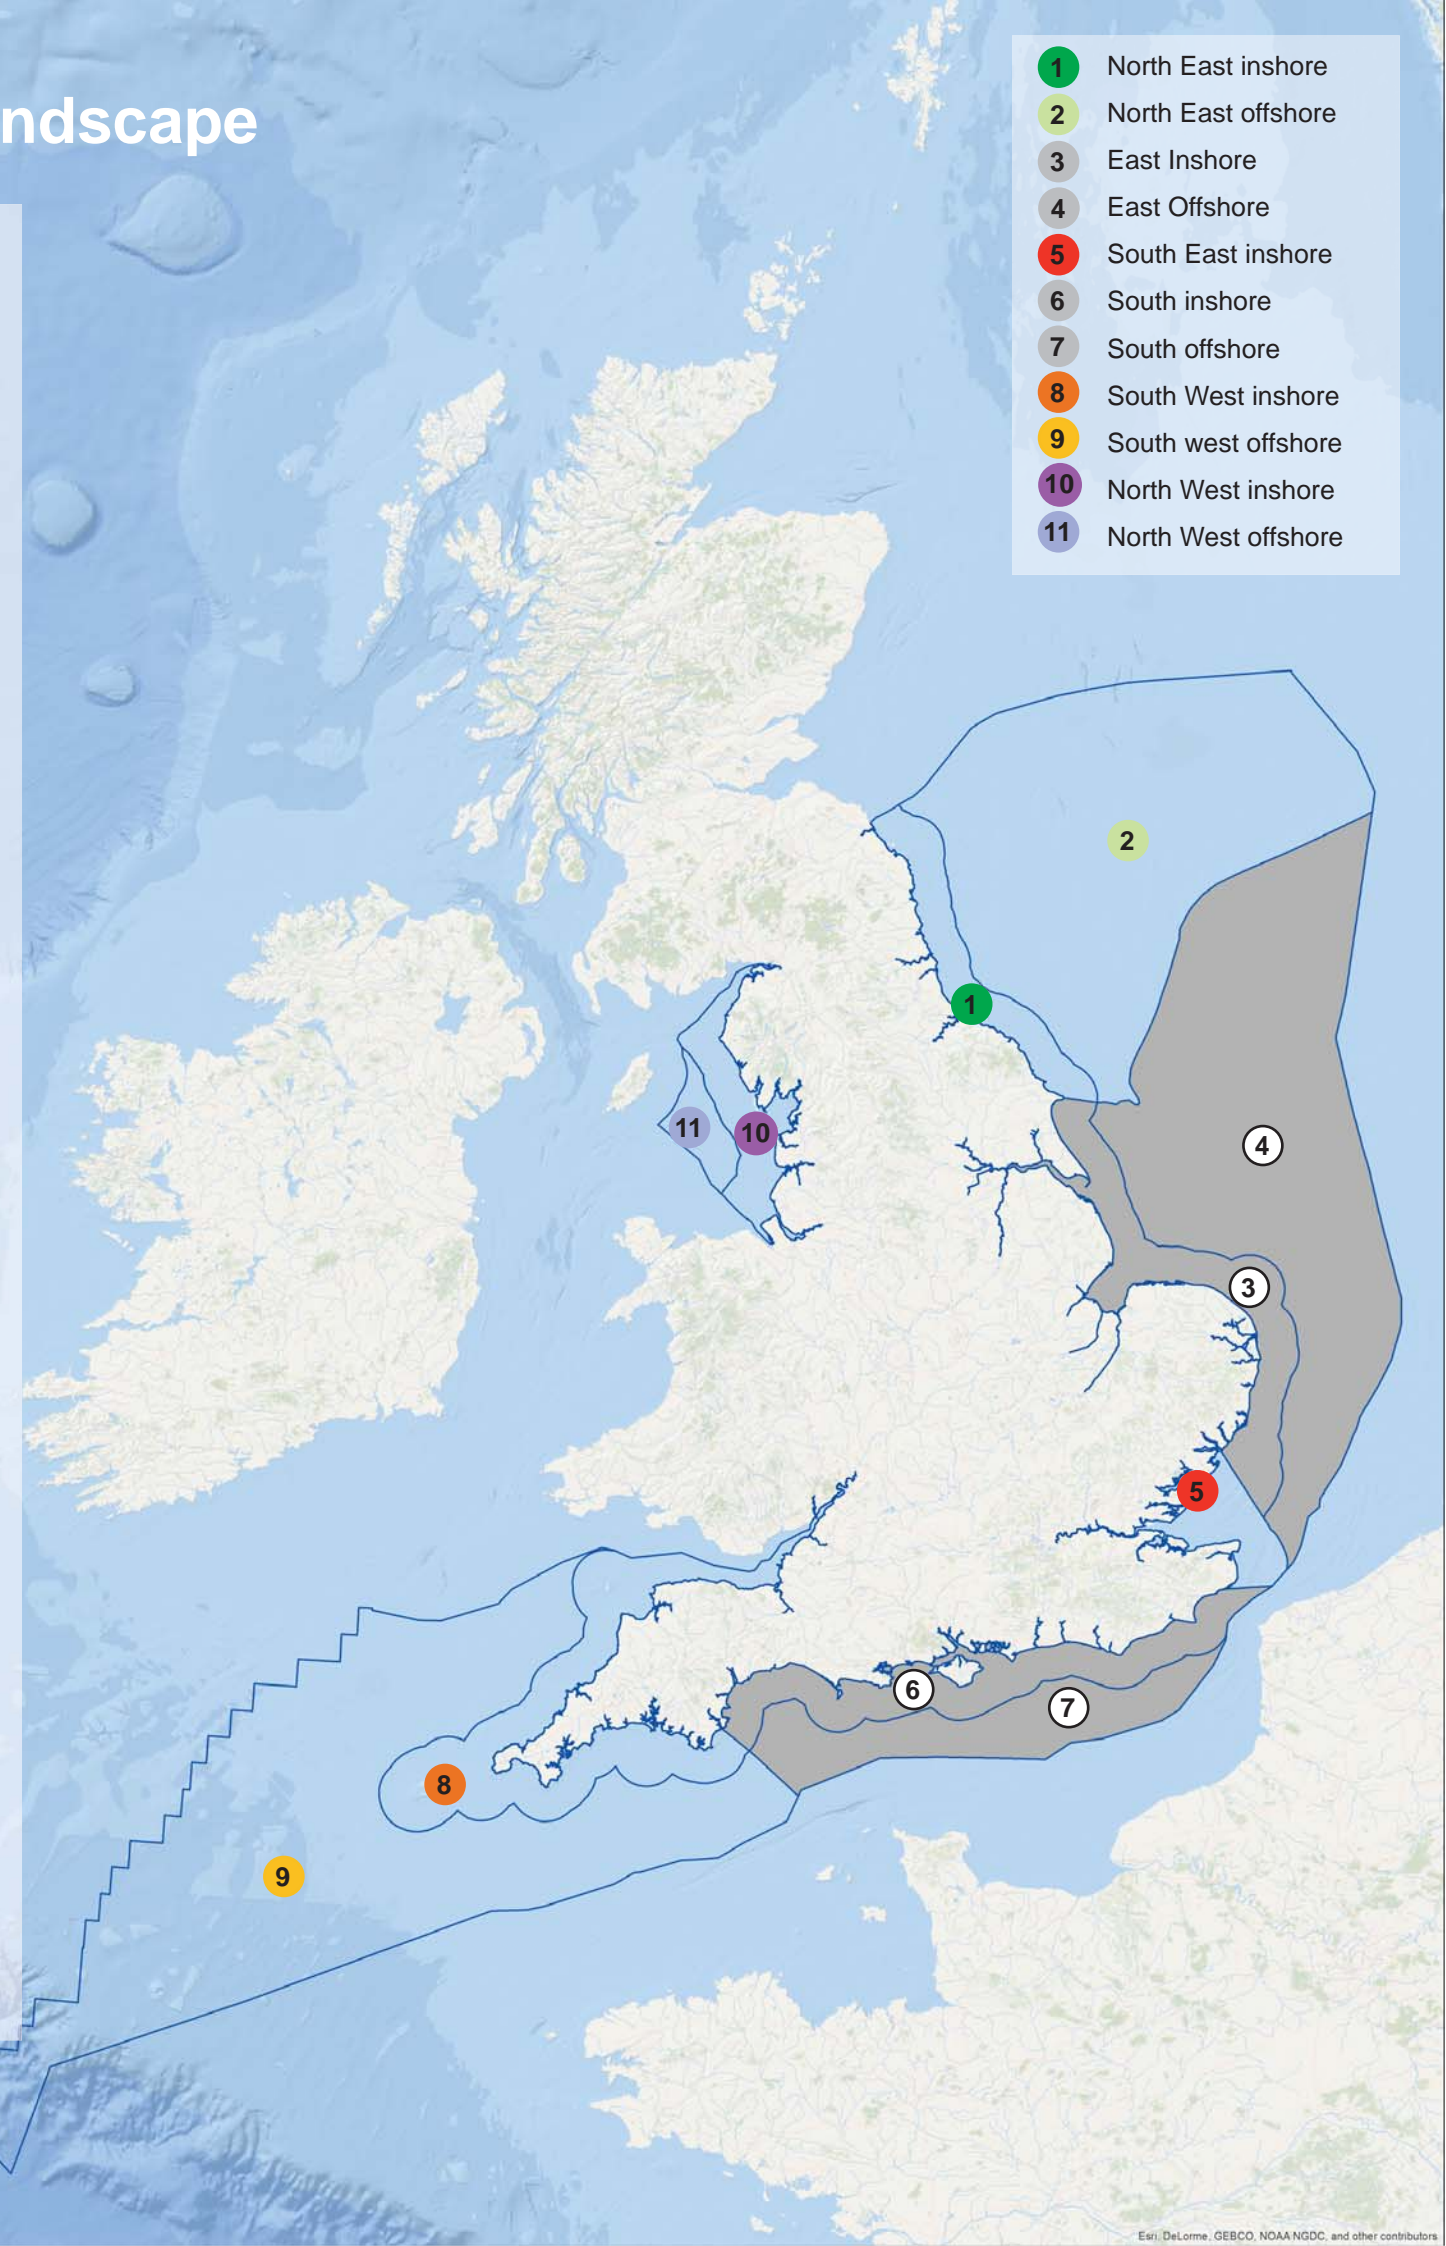 ndscape
1 North East inshore
2 North East offshore
3 East Inshore
4 East Offshore
5 South East inshore
6 South inshore
7 South offshore
8 South West inshore
9 South west offshore
10 North West inshore
11 North West offshore
2
1
11
10
4
3
5
6
7
8
9
Esri, DeLorme, GEBCO, NOAA NGDC, and other contributors